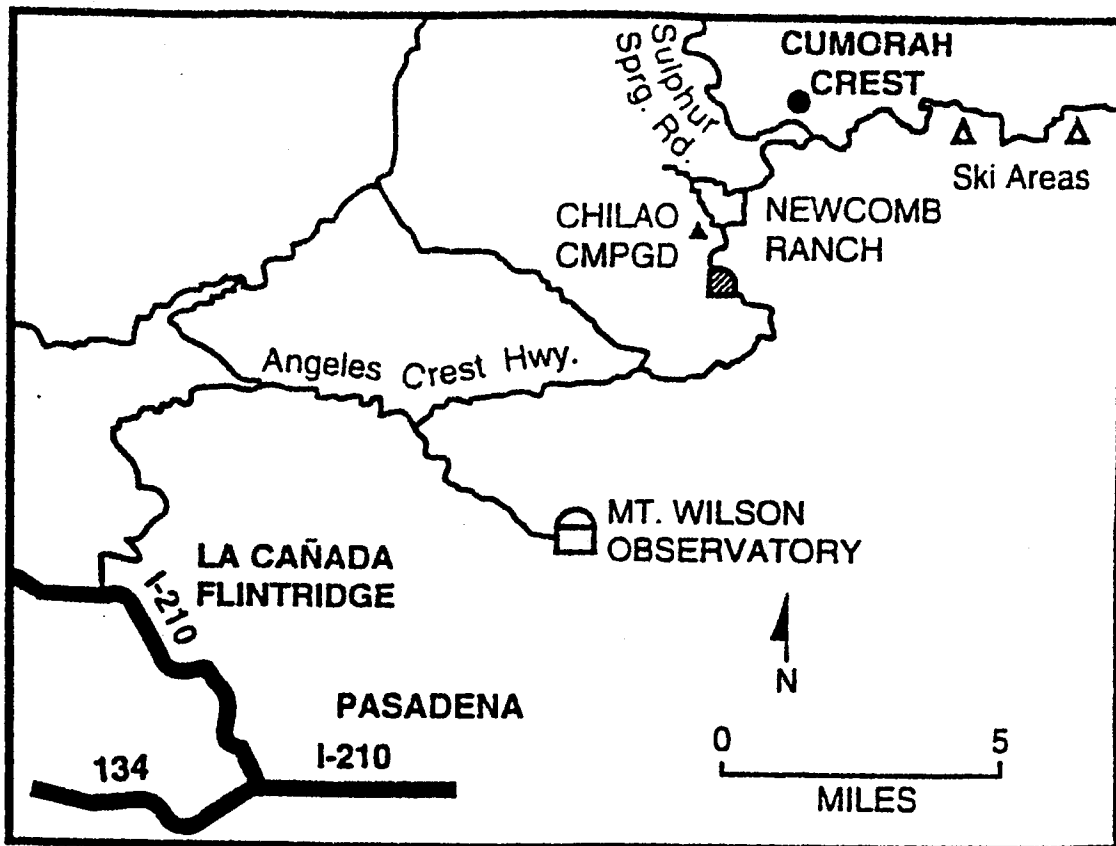 Sulphur
Sprg. Rd.
CUMORAH
CREST
Ski Areas
CHILAO
CMPGD
NEWCOMB
RANCH
Angeles Crest Hwy.
MT. WILSON
OBSERVATORY
LA CAÑADA
FLINTRIDGE
I-210
N
PASADENA
134
I-210
0 5
MILES